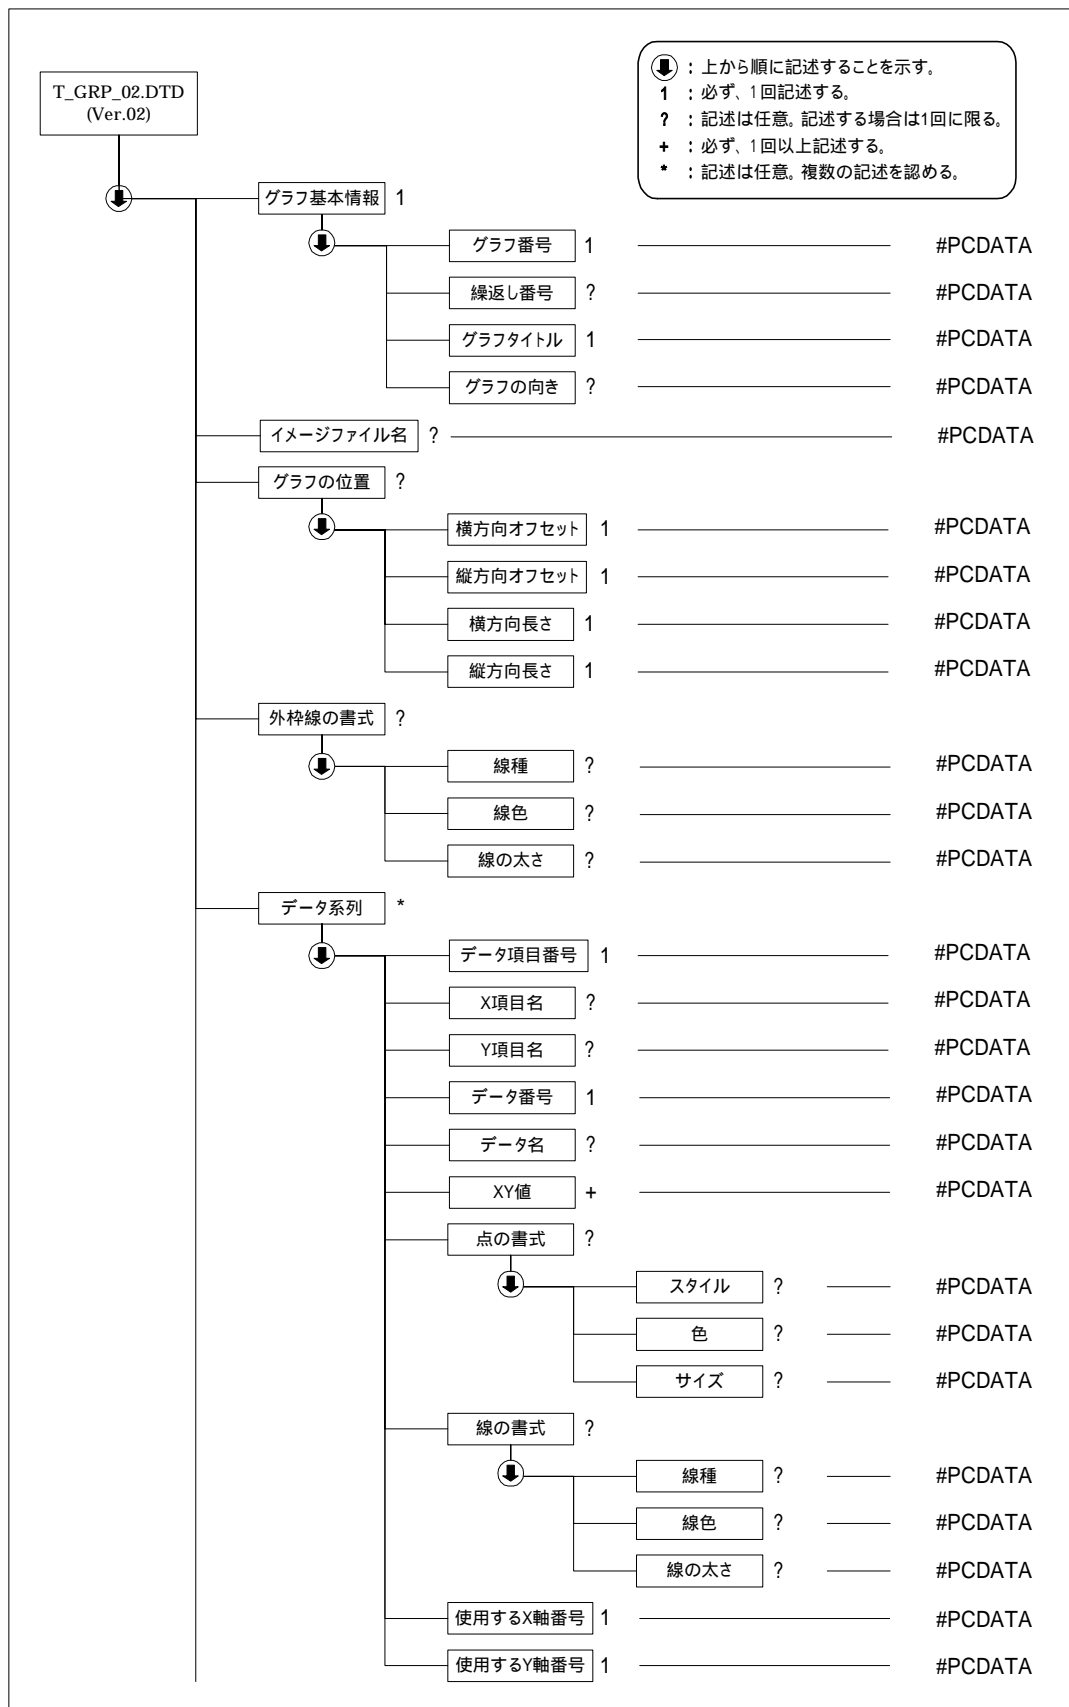 T_GRP_02.DTD
(Ver.02)
：上から順に記述することを示す。
1 ：必ず、1回記述する。
? ：記述は任意。記述する場合は1回に限る。
+ ：必ず、1回以上記述する。
* ：記述は任意。複数の記述を認める。
グラフ基本情報 1
グラフ番号 1 #PCDATA
繰返し番号 ? #PCDATA
グラフタイトル 1 #PCDATA
グラフの向き ? #PCDATA
イメージファイル名 ? #PCDATA
グラフの位置 ?
横方向オフセット 1 #PCDATA
縦方向オフセット 1 #PCDATA
横方向長さ 1 #PCDATA
縦方向長さ 1 #PCDATA
外枠線の書式 ?
線種 ? #PCDATA
線色 ? #PCDATA
線の太さ ? #PCDATA
データ系列 *
データ項目番号 1 #PCDATA
X項目名 ? #PCDATA
Y項目名 ? #PCDATA
データ番号 1 #PCDATA
データ名 ? #PCDATA
XY値 + #PCDATA
点の書式 ?
スタイル ? #PCDATA
色 ? #PCDATA
サイズ ? #PCDATA
線の書式 ?
線種 ? #PCDATA
線色 ? #PCDATA
線の太さ ? #PCDATA
使用するX軸番号 1 #PCDATA
使用するY軸番号 1 #PCDATA